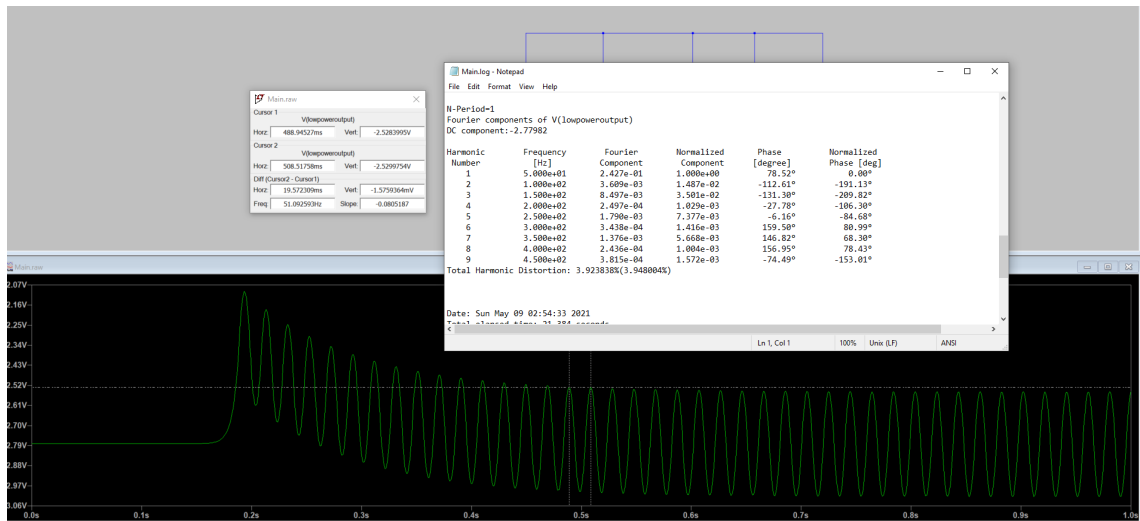 Main.log - Notepad
File Edit Format View Help
N-Period=1
Fourier components of V(lowpoweroutput)
DC component:-2.77982
Harmonic Frequency Fourier Normalized Phase Normalized
Number [Hz] Component Component [degree] Phase [deg]
1 5.000e+01 2.427e-01 1.000e+00 78.52° 0.00°
2 1.000e+02 3.609e-03 1.487e-02 -112.61° -191.13°
3 1.500e+02 8.497e-03 3.501e-02 -131.30° -209.82°
4 2.000e+02 2.497e-04 1.029e-03 -27.78° -106.30°
5 2.500e+02 1.790e-03 7.377e-03 -6.16° -84.68°
6 3.000e+02 3.438e-04 1.416e-03 159.50° 80.99°
7 3.500e+02 1.376e-03 5.668e-03 146.82° 68.30°
8 4.000e+02 2.436e-04 1.004e-03 156.95° 78.43°
9 4.500e+02 3.815e-04 1.572e-03 -74.49° -153.01°
Total Harmonic Distortion: 3.923838%(3.948004%)
Date: Sun May 09 02:54:33 2021
Total elapsed time: 21.384 seconds.
Ln 1, Col 1 100% Unix (LF) ANSI
Main.raw
Cursor 1
V(lowpoweroutput)
Horz: 488.94527ms Vert: -2.5283995V
Cursor 2
V(lowpoweroutput)
Horz: 508.51758ms Vert: -2.5299754V
Diff (Cursor2 - Cursor1)
Horz: 19.572309ms Vert: -1.5759364mV
Freq: 51.092593Hz Slope: -0.0805187
Main.raw
2.07V
2.16V
2.25V
2.34V
2.43V
2.52V
2.61V
2.70V
2.79V
2.88V
2.97V
3.06V
0.0s 0.1s 0.2s 0.3s 0.4s 0.5s 0.6s 0.7s 0.8s 0.9s 1.0s